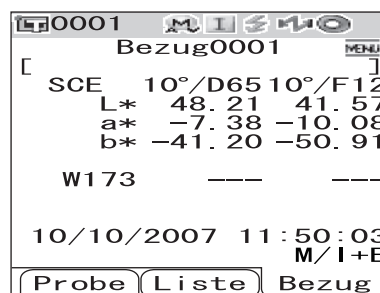 0001
Bezug0001 MENU
[ ]
SCE 10°/D65 10°/F12
L* 48.21 41.57
a* -7.38 -10.08
b* -41.20 -50.91
W173 --- ---
10/10/2007 11:50:03
M/I+E
Probe Liste Bezug